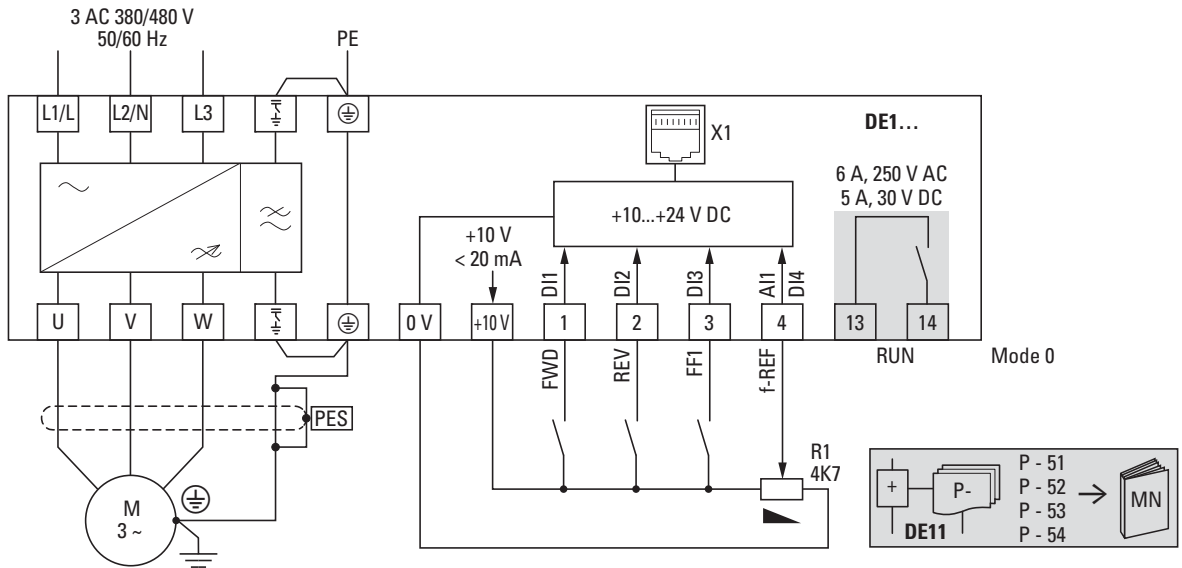 3 AC 380/480 V
50/60 Hz
PE
L1/L
L2/N
L3
X1
DE1…
6 A, 250 V AC
5 A, 30 V DC
+10...+24 V DC
+10 V
< 20 mA
DI1
DI2
DI3
AI1
DI4
U
V
W
0 V
+10 V
1
2
3
4
13
14
FWD
REV
FF1
f-REF
RUN
Mode 0
PES
R1
4K7
M
3 ~
+
P-
DE11
P - 51
P - 52
P - 53
P - 54
MN